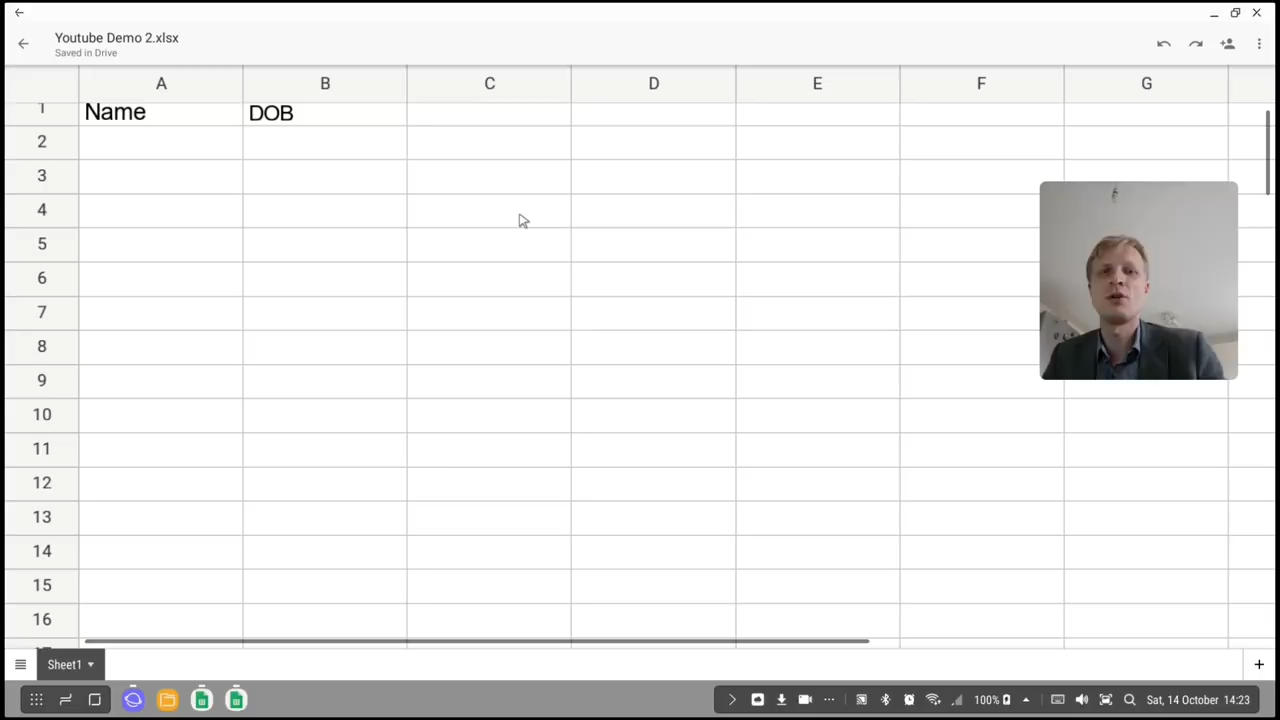 Youtube Demo 2.xlsx
Saved in Drive
A B C D E F G
1 Name DOB
2
3
4
5
6
7
8
9
10
11
12
13
14
15
16
Sheet1
100% Sat, 14 October 14:23